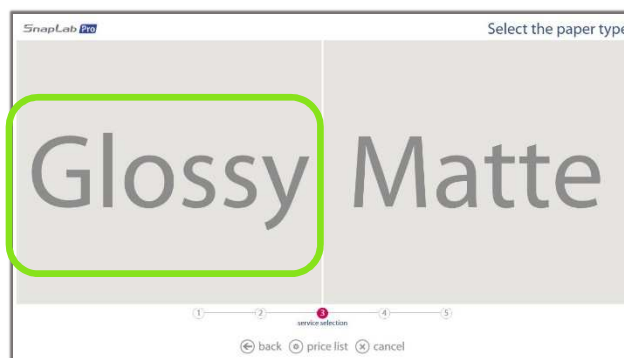 SnapLab Pro
Select the paper type
Glossy Matte
1 2 3 4 5
service selection
back price list cancel